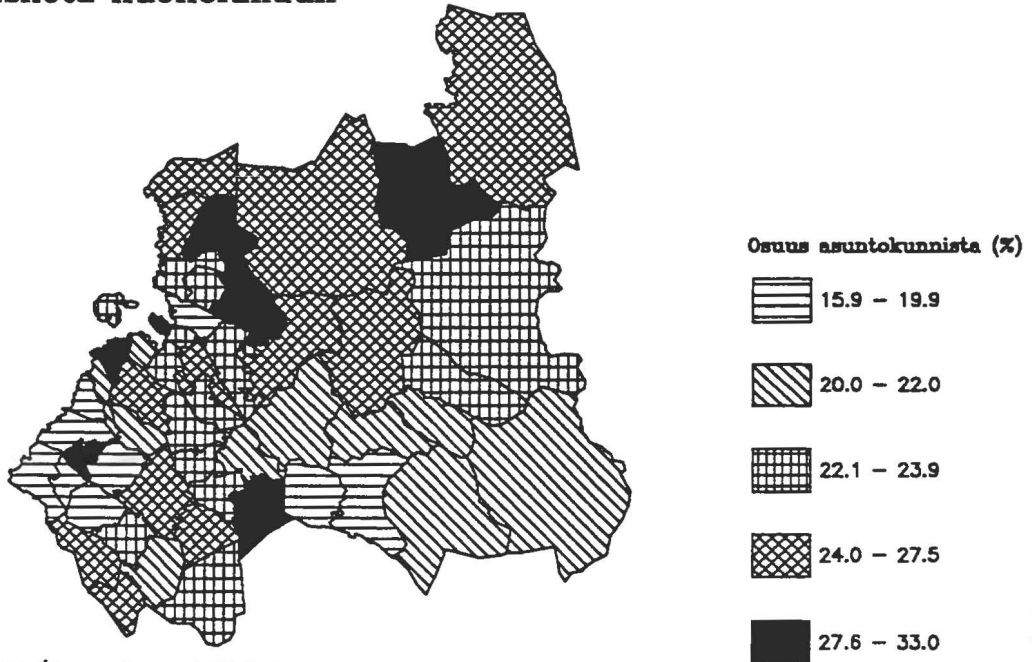 Osuus asuntokunnista (%)
15.9 – 19.9
20.0 – 22.0
22.1 – 23.9
24.0 – 27.5
27.6 – 33.0